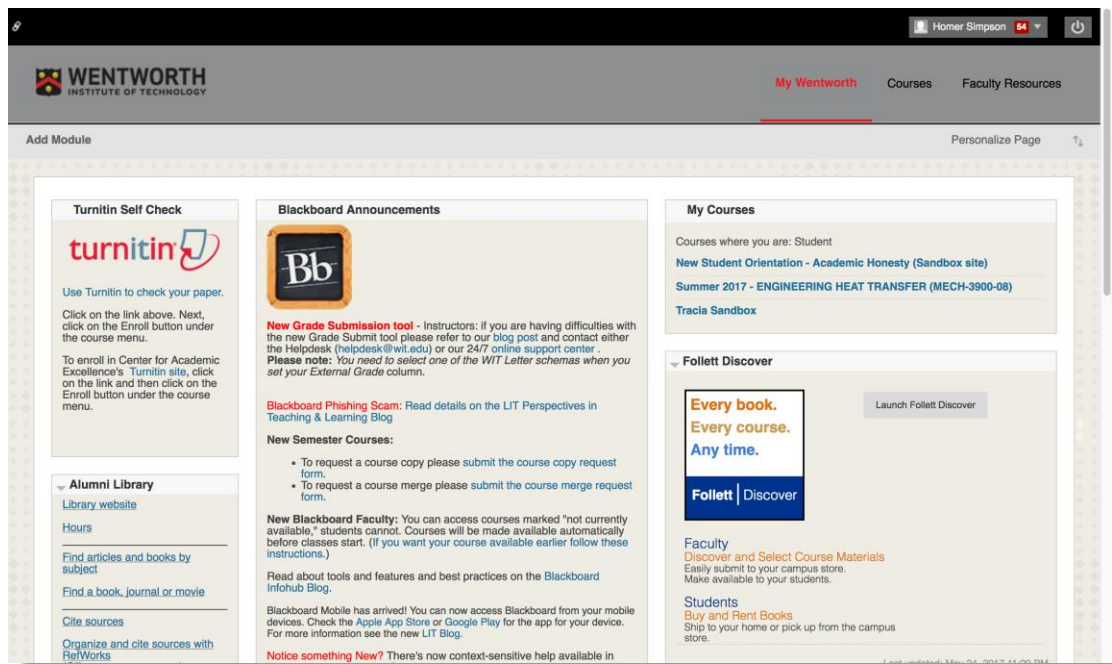 Homer Simpson 54
WENTWORTH
INSTITUTE OF TECHNOLOGY
My Wentworth
Courses
Faculty Resources
Add Module
Personalize Page
Turnitin Self Check
turnitin
Use Turnitin to check your paper.
Click on the link above. Next,
click on the Enroll button under
the course menu.
To enroll in Center for Academic
Excellence's Turnitin site, click
on the link and then click on the
Enroll button under the course
menu.
Alumni Library
Library website
Hours
Find articles and books by
subject
Find a book, journal or movie
Cite sources
Organize and cite sources with
RefWorks
Blackboard Announcements
Bb
New Grade Submission tool - Instructors: if you are having difficulties with
the new Grade Submit tool please refer to our blog post and contact either
the Helpdesk (helpdesk@wit.edu) or our 24/7 online support center .
Please note: You need to select one of the WIT Letter schemas when you
set your External Grade column.
Blackboard Phishing Scam: Read details on the LIT Perspectives in
Teaching & Learning Blog
New Semester Courses:
• To request a course copy please submit the course copy request
form.
• To request a course merge please submit the course merge request
form.
New Blackboard Faculty: You can access courses marked "not currently
available," students cannot. Courses will be made available automatically
before classes start. (If you want your course available earlier follow these
instructions.)
Read about tools and features and best practices on the Blackboard
Infohub Blog.
Blackboard Mobile has arrived! You can now access Blackboard from your mobile
devices. Check the Apple App Store or Google Play for the app for your device.
For more information see the new LIT Blog.
Notice something New? There's now context-sensitive help available in
My Courses
Courses where you are: Student
New Student Orientation - Academic Honesty (Sandbox site)
Summer 2017 - ENGINEERING HEAT TRANSFER (MECH-3900-08)
Tracia Sandbox
Follett Discover
Every book.
Every course.
Any time.
Follett Discover
Launch Follett Discover
Faculty
Discover and Select Course Materials
Easily submit to your campus store.
Make available to your students.
Students
Buy and Rent Books
Ship to your home or pick up from the campus
store.
Last updated: May 24, 2017 11:20 PM